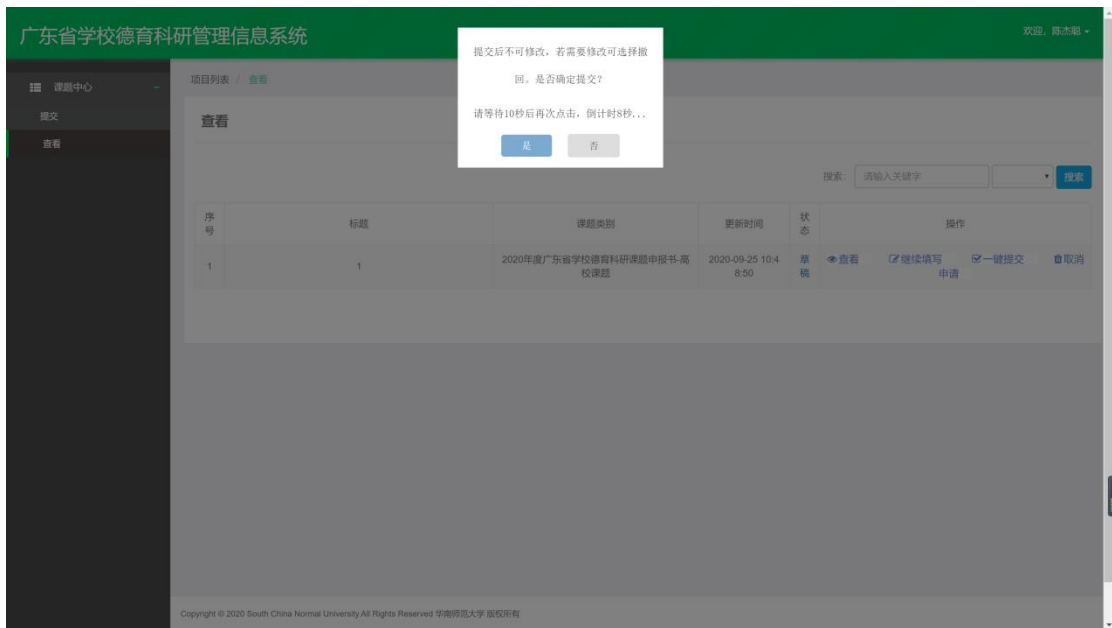 广东省学校德育科研管理信息系统
欢迎, 陈杰聪
提交后不可修改，若需要修改可选择撤
回。是否确定提交？
请等待10秒后再次点击，倒计时8秒...
是 否
课题中心
提交
查看
项目列表 / 查看
查看
搜索: 请输入关键字 搜索
序号 标题 课题类别 更新时间 状态 操作
1 1 2020年度广东省学校德育科研课题申报书-高校课题 2020-09-25 10:48:50 草稿 查看 继续填写申请 一键提交 取消
Copyright © 2020 South China Normal University.All Rights Reserved 华南师范大学 版权所有